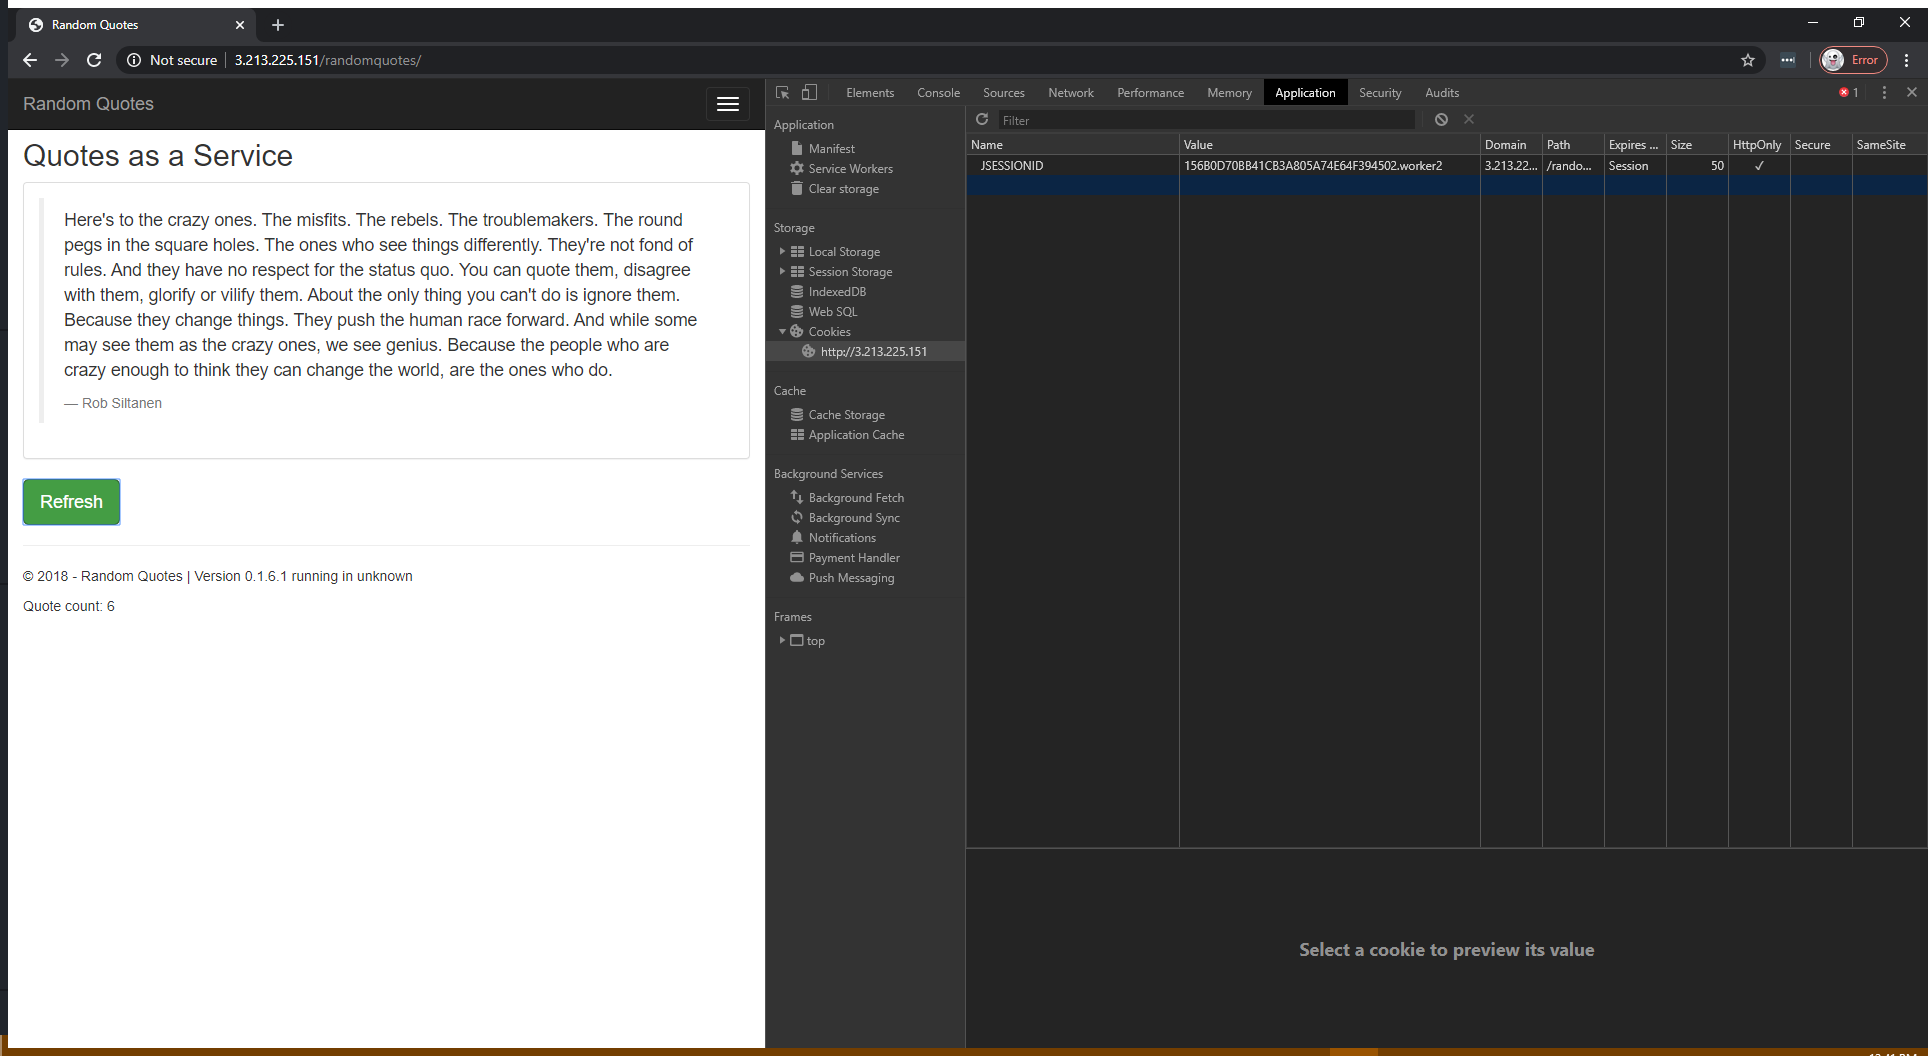 Random Quotes
Not secure
3.213.225.151/randomquotes/
Error
Random Quotes
Quotes as a Service
Here's to the crazy ones. The misfits. The rebels. The troublemakers. The round
pegs in the square holes. The ones who see things differently. They're not fond of
rules. And they have no respect for the status quo. You can quote them, disagree
with them, glorify or vilify them. About the only thing you can't do is ignore them.
Because they change things. They push the human race forward. And while some
may see them as the crazy ones, we see genius. Because the people who are
crazy enough to think they can change the world, are the ones who do.
— Rob Siltanen
Refresh
© 2018 - Random Quotes | Version 0.1.6.1 running in unknown
Quote count: 6
Elements Console Sources Network Performance Memory Application Security Audits
1
Application
Manifest
Service Workers
Clear storage
Storage
Local Storage
Session Storage
IndexedDB
Web SQL
Cookies
http://3.213.225.151
Cache
Cache Storage
Application Cache
Background Services
Background Fetch
Background Sync
Notifications
Payment Handler
Push Messaging
Frames
top
Filter
Name Value Domain Path Expires ... Size HttpOnly Secure SameSite
JSESSIONID 156B0D70BB41CB3A805A74E64F394502.worker2 3.213.22... /rando... Session 50 ✓
Select a cookie to preview its value